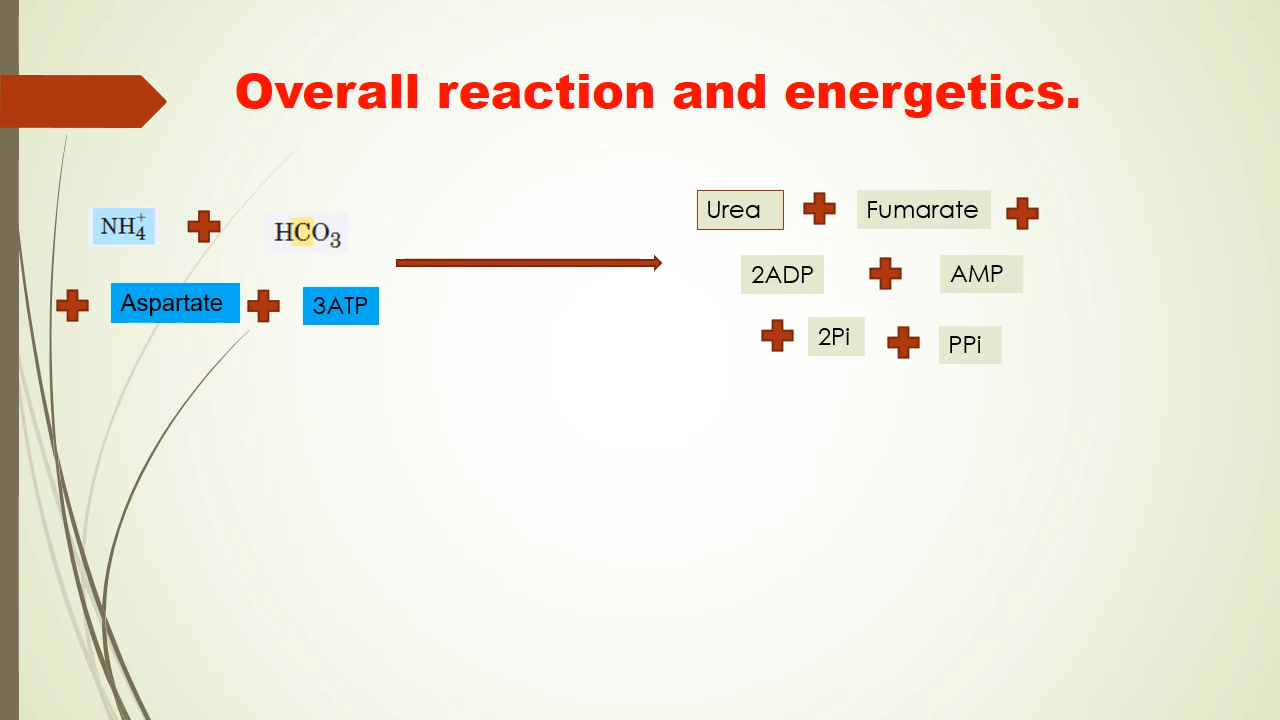 Overall reaction and energetics.
NH₄⁺ + HCO₃
+ Aspartate + 3ATP
Urea + Fumarate +
2ADP + AMP
+ 2Pi + PPi